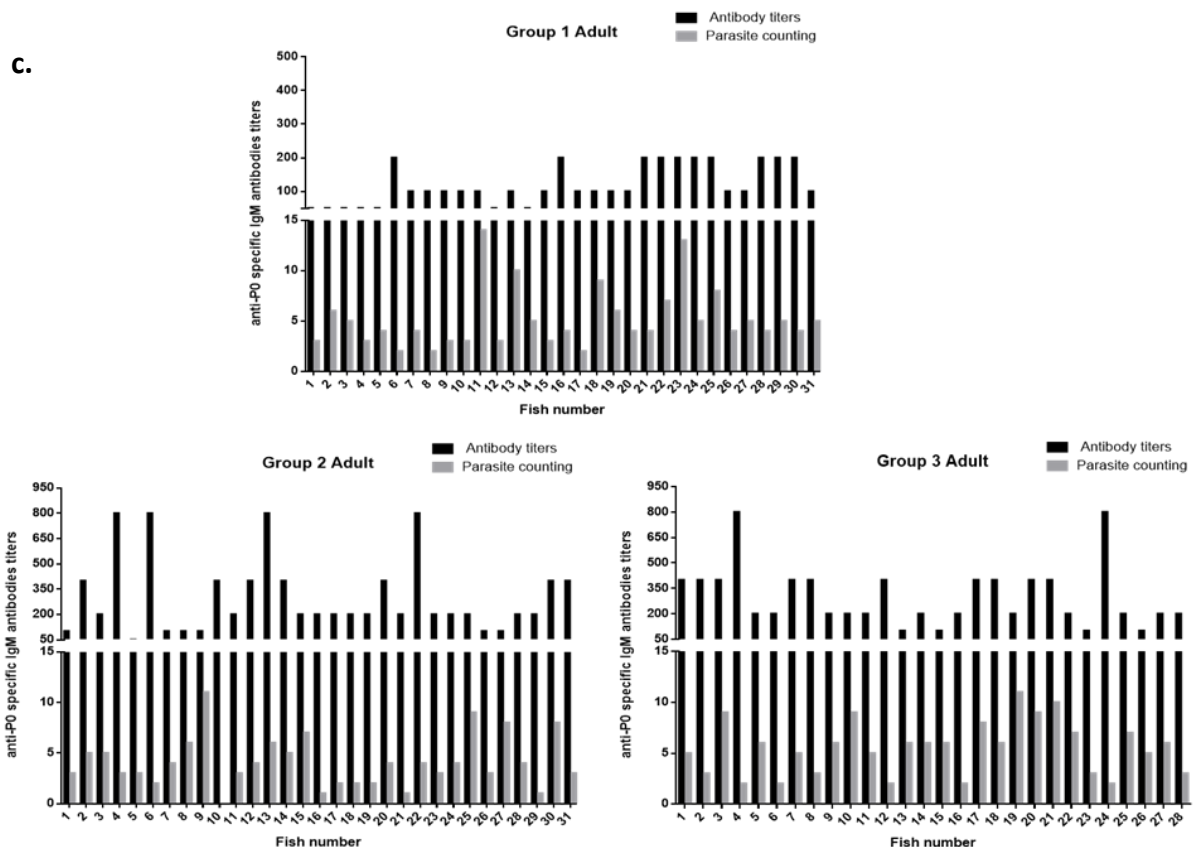 c.
Group 1 Adult
Antibody titers
Parasite counting
anti-P0 specific IgM antibodies titers
500
400
300
200
100
15
10
5
0
1 2 3 4 5 6 7 8 9 10 11 12 13 14 15 16 17 18 19 20 21 22 23 24 25 26 27 28 29 30 31
Fish number
Group 2 Adult
Antibody titers
Parasite counting
anti-P0 specific IgM antibodies titers
950
800
650
500
350
200
50
15
10
5
0
1 2 3 4 5 6 7 8 9 10 11 12 13 14 15 16 17 18 19 20 21 22 23 24 25 26 27 28 29 30 31
Fish number
Group 3 Adult
Antibody titers
Parasite counting
anti-P0 specific IgM antibodies titers
950
800
650
500
350
200
50
15
10
5
0
1 2 3 4 5 6 7 8 9 10 11 12 13 14 15 16 17 18 19 20 21 22 23 24 25 26 27 28
Fish number